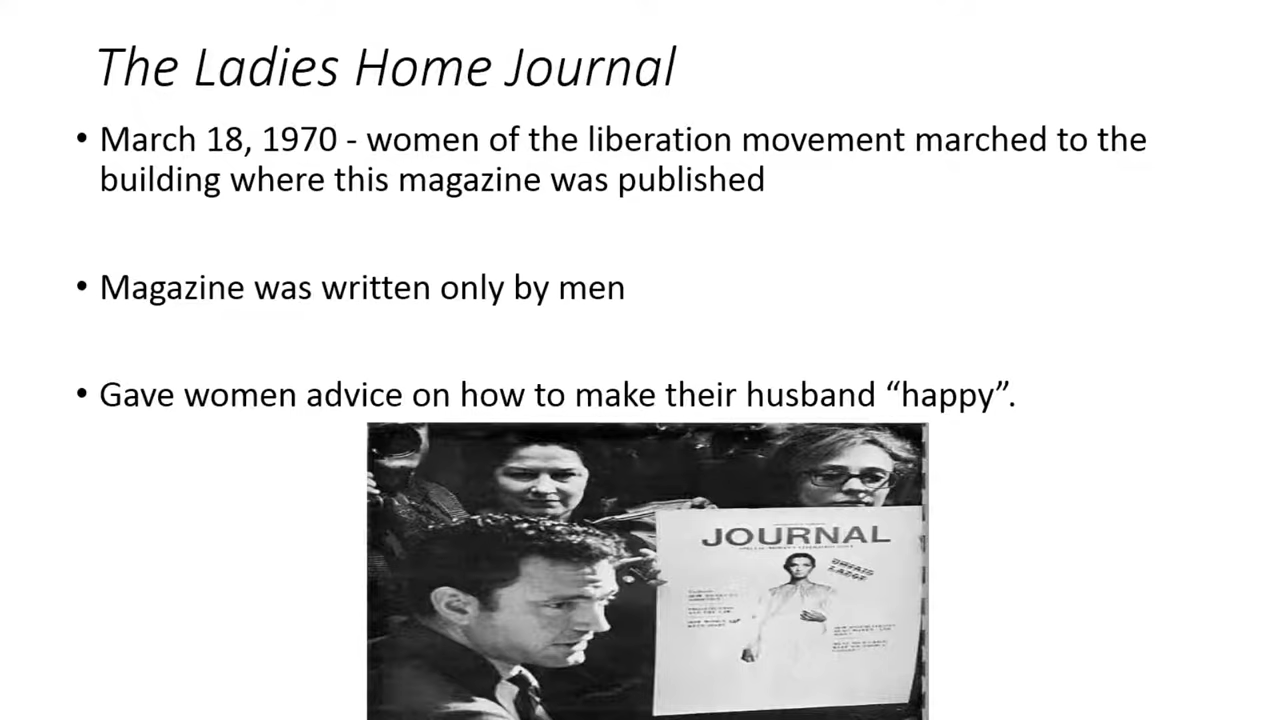 The Ladies Home Journal
• March 18, 1970 - women of the liberation movement marched to the
building where this magazine was published
• Magazine was written only by men
• Gave women advice on how to make their husband “happy”.
JOURNAL
UNFAIR
LABOR